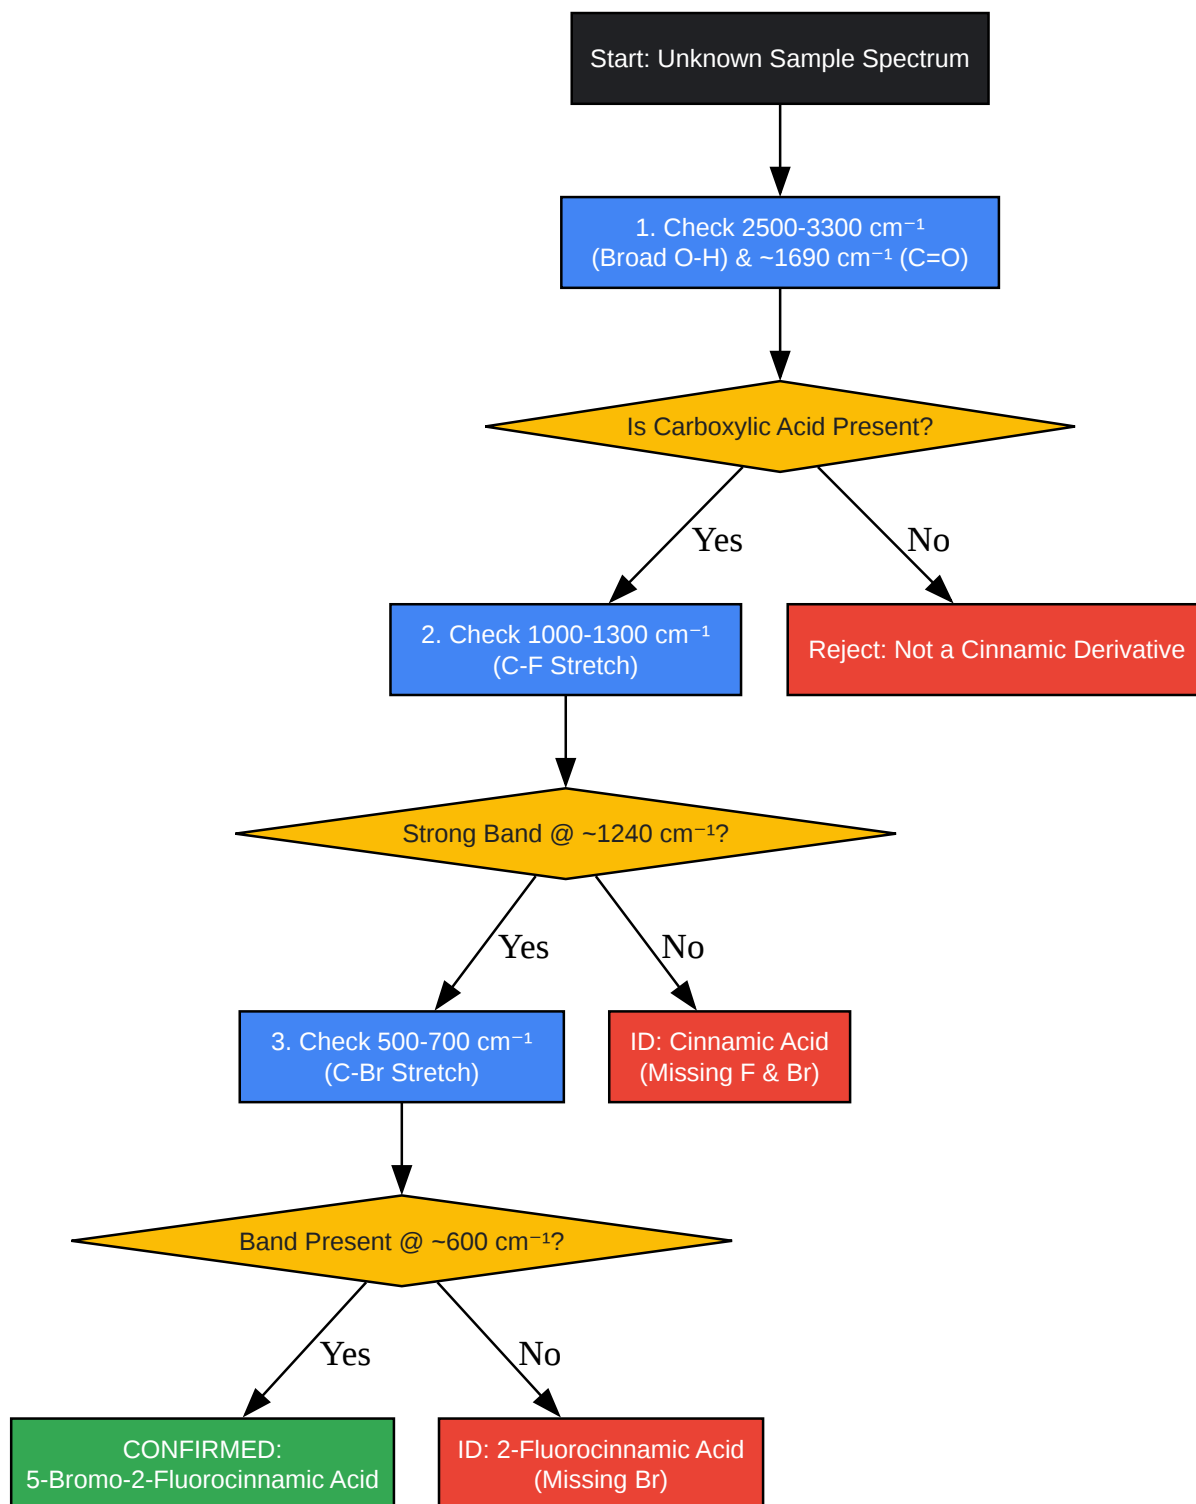 Start: Unknown Sample Spectrum
1. Check 2500-3300 cm⁻¹
(Broad O-H) & ~1690 cm⁻¹ (C=O)
Is Carboxylic Acid Present?
Yes
No
2. Check 1000-1300 cm⁻¹
(C-F Stretch)
Reject: Not a Cinnamic Derivative
Strong Band @ ~1240 cm⁻¹?
Yes
No
3. Check 500-700 cm⁻¹
(C-Br Stretch)
ID: Cinnamic Acid
(Missing F & Br)
Band Present @ ~600 cm⁻¹?
Yes
No
CONFIRMED:
5-Bromo-2-Fluorocinnamic Acid
ID: 2-Fluorocinnamic Acid
(Missing Br)